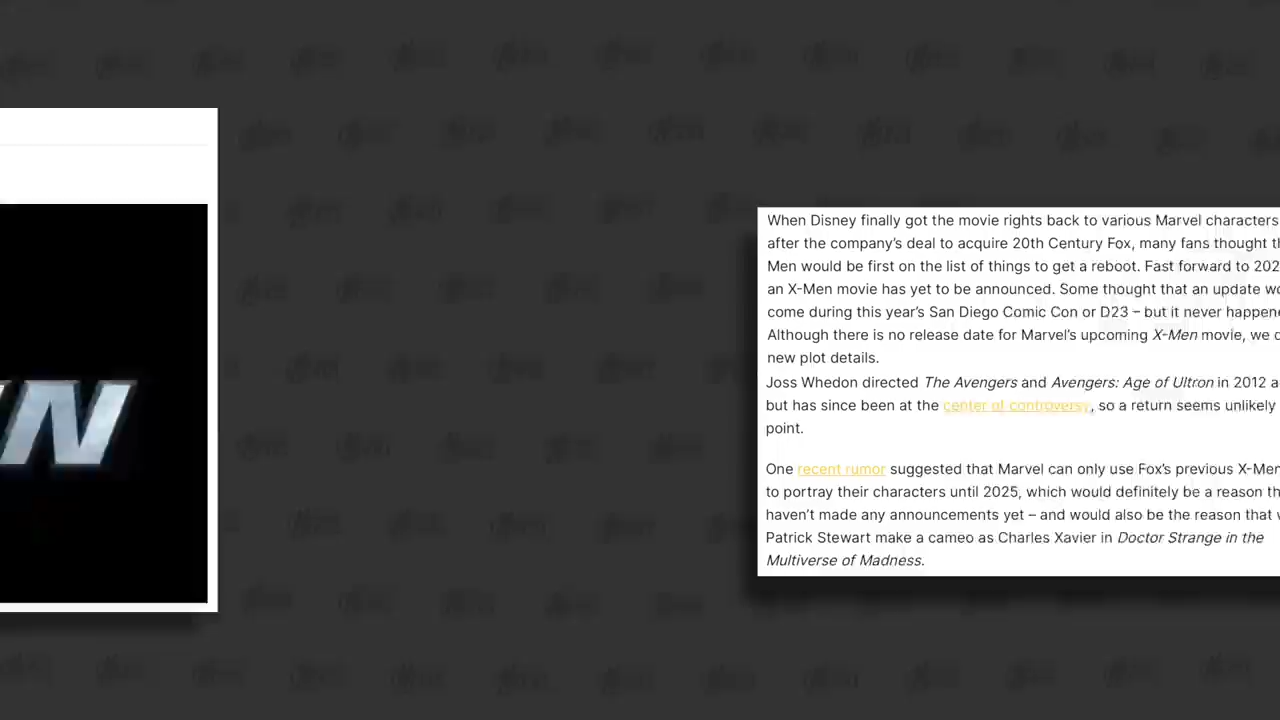 N
When Disney finally got the movie rights back to various Marvel characters
after the company's deal to acquire 20th Century Fox, many fans thought
Men would be first on the list of things to get a reboot. Fast forward to
an X-Men movie has yet to be announced. Some thought that an update
come during this year's San Diego Comic Con or D23 – but it never
Although there is no release date for Marvel's upcoming X-Men movie, we
new plot details.
Joss Whedon directed The Avengers and Avengers: Age of Ultron in 2012
but has since been at the center of controversy, so a return seems unlikely
point.
One recent rumor suggested that Marvel can only use Fox's previous X-Men
to portray their characters until 2025, which would definitely be a reason
haven't made any announcements yet – and would also be the reason that
Patrick Stewart make a cameo as Charles Xavier in Doctor Strange in the
Multiverse of Madness.